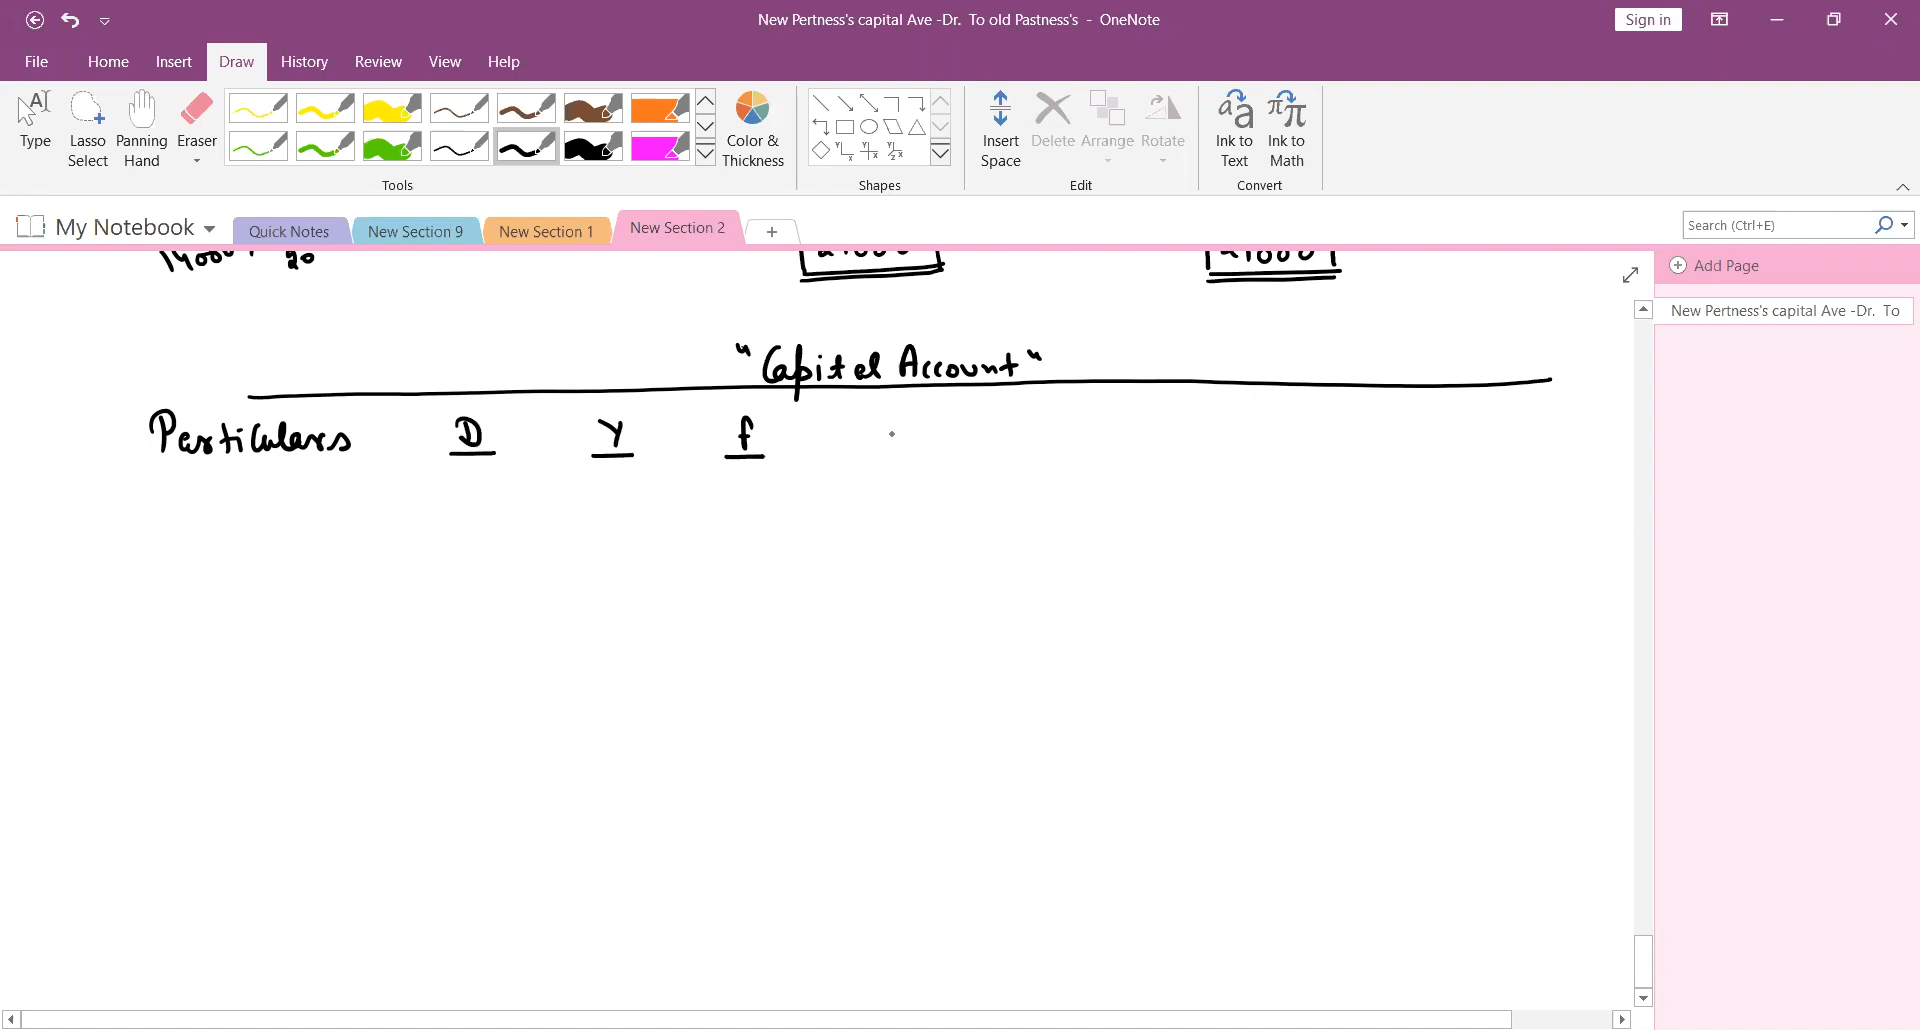 New Pertness's capital Ave -Dr. To old Pastness's - OneNote
Sign in
File Home Insert Draw History Review View Help
Type
Lasso Select
Panning Hand
Eraser
Color & Thickness
Insert Space
Delete
Arrange
Rotate
Ink to Text
Ink to Math
Tools Shapes Edit Convert
My Notebook Quick Notes New Section 9 New Section 1 New Section 2
Search (Ctrl+E)
Add Page
New Pertness's capital Ave -Dr. To
"Capital Account"
Particulars D Y f